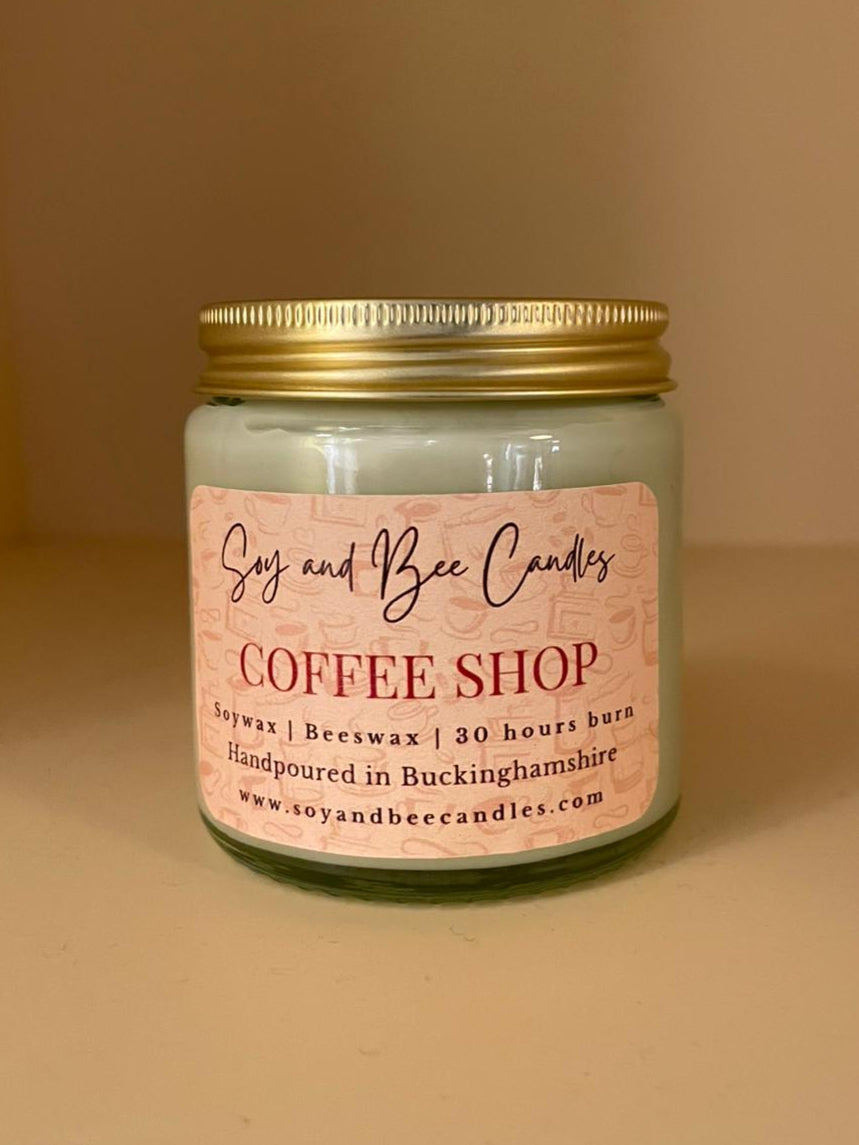 Soy and Bee Candles
COFFEE SHOP
Soywax | Beeswax | 30 hours burn
Handpoured in Buckinghamshire
www.soyandbeecandles.com